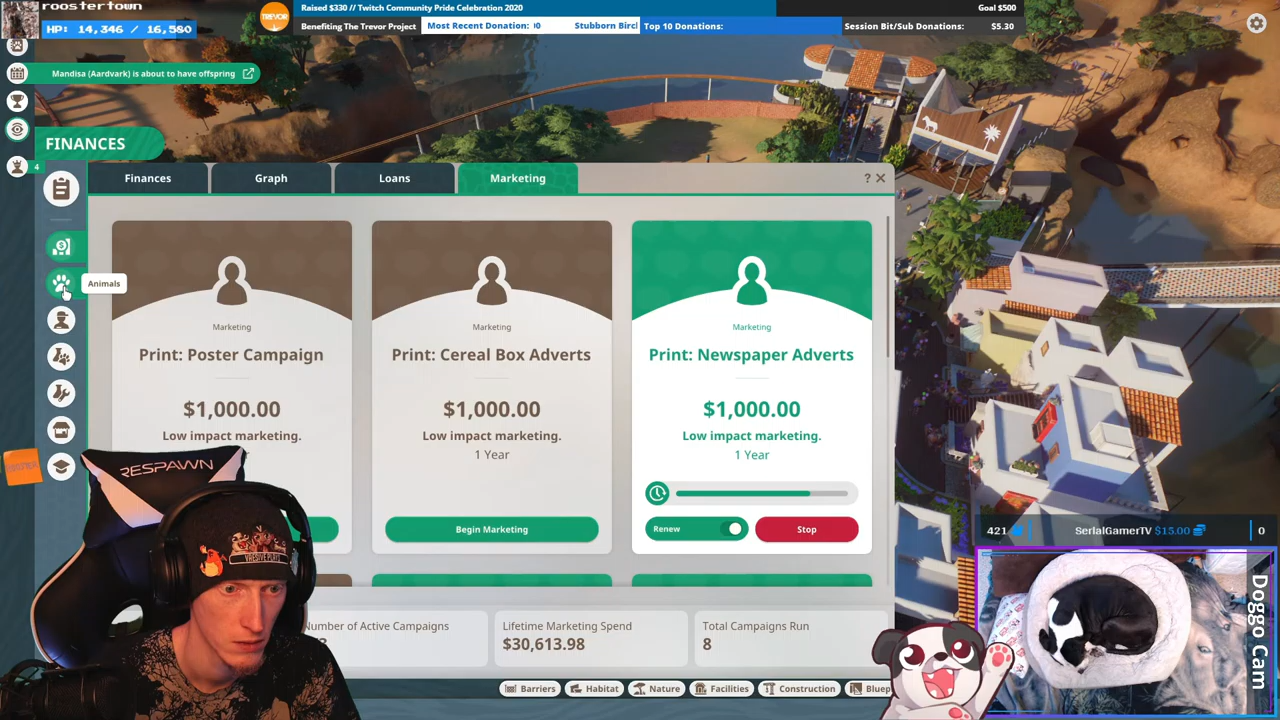 roostertown
HP: 14,346 / 16,580
TREVOR
Raised $330 // Twitch Community Pride Celebration 2020
Goal $500
Benefiting The Trevor Project
Most Recent Donation:
Stubborn
Top 10 Donations:
Session Bit/Sub Donations:
$5.30
Mandisa (Aardvark) is about to have offspring
4
FINANCES
Finances
Graph
Loans
Marketing
?
Animals
Marketing
Print: Poster Campaign
$1,000.00
Low impact marketing.
Marketing
Print: Cereal Box Adverts
$1,000.00
Low impact marketing.
1 Year
Begin Marketing
Marketing
Print: Newspaper Adverts
$1,000.00
Low impact marketing.
1 Year
Renew
Stop
RESPAWN
Number of Active Campaigns
Lifetime Marketing Spend
$30,613.98
Total Campaigns Run
8
Barriers
Habitat
Nature
Facilities
Construction
421
SerialGamerTV $15.00
0
Doggo Cam